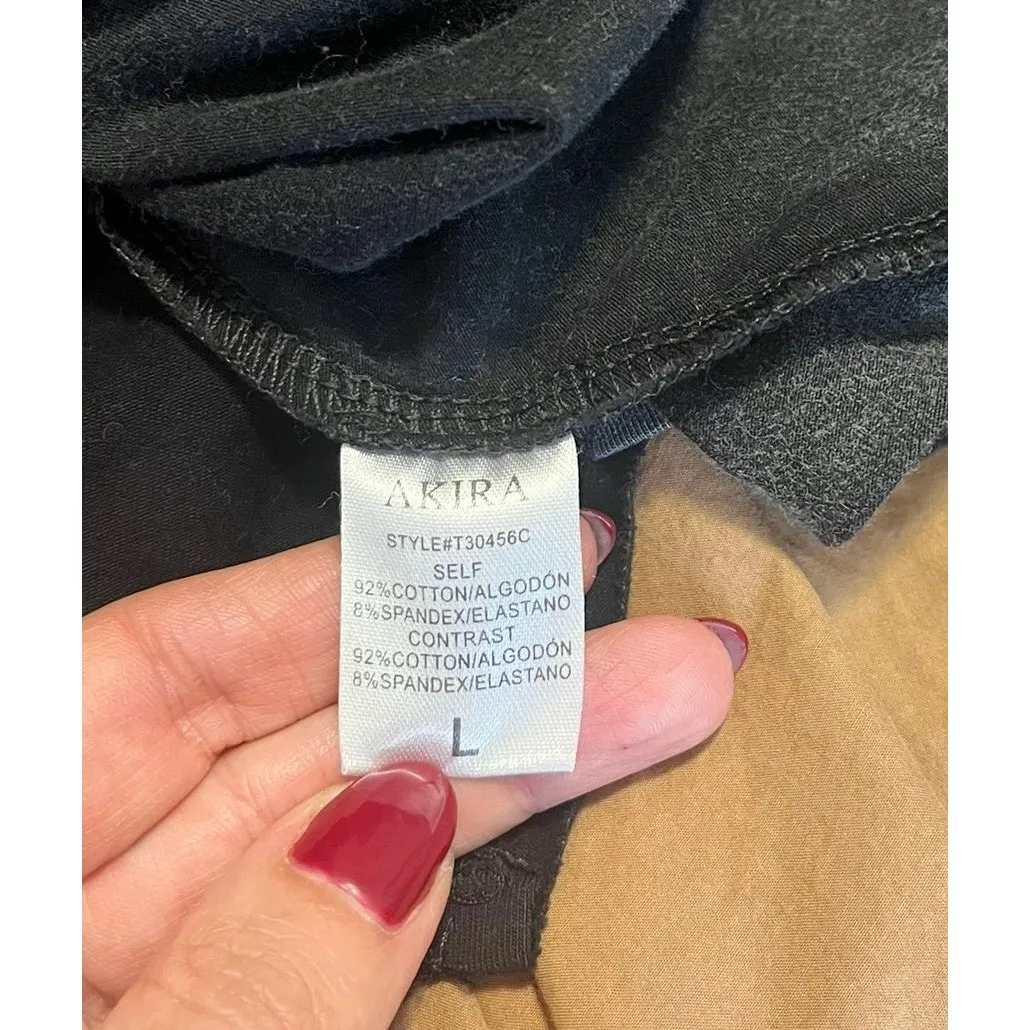 AKIRA
STYLE#T30456C
SELF
92%COTTON/ALGODÓN
8%SPANDEX/ELASTANO
CONTRAST
92%COTTON/ALGODÓN
8%SPANDEX/ELASTANO
L